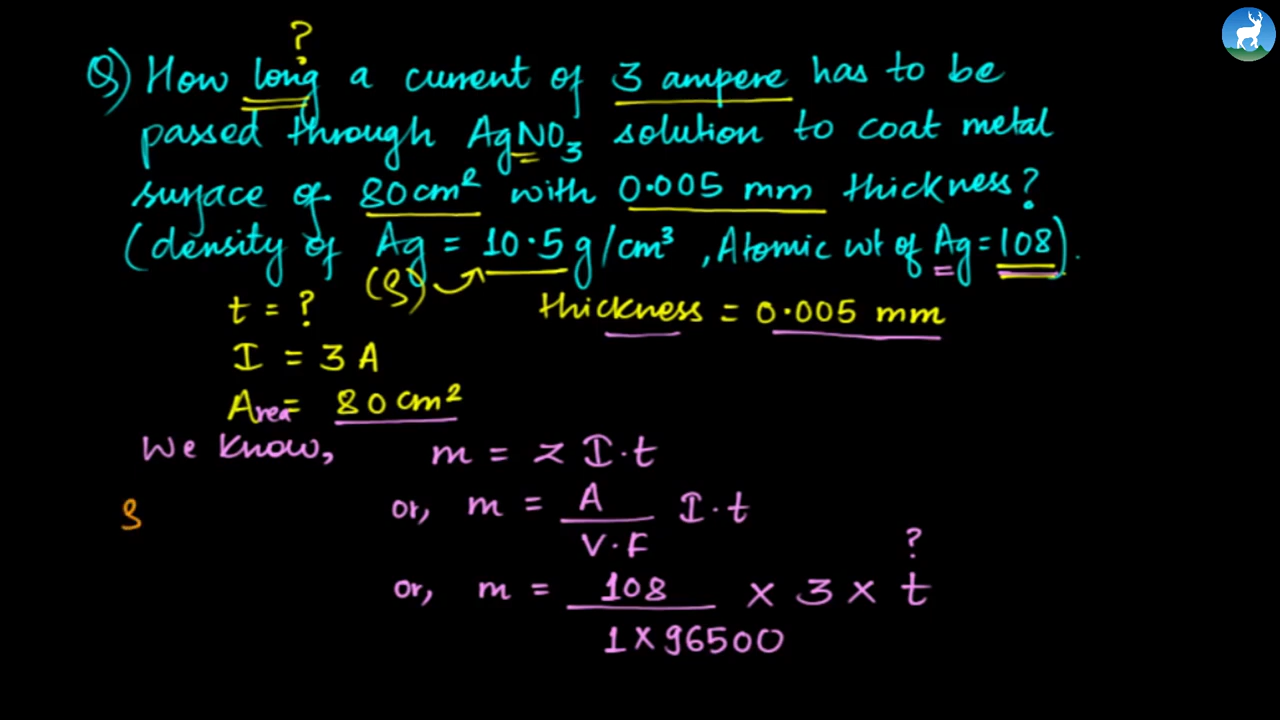 ?
Q) How long a current of 3 ampere has to be
passed through AgNO₃ solution to coat metal
surface of 80 cm² with 0.005 mm thickness?
(density of Ag = 10.5 g/cm³, Atomic wt of Ag = 108).
(ρ)
t = ?
thickness = 0.005 mm
I = 3 A
Area = 80 cm²
We know, m = z I·t
or, m = A / V·F I·t
ρ
?
or, m = 108 / 1 × 96500 × 3 × t